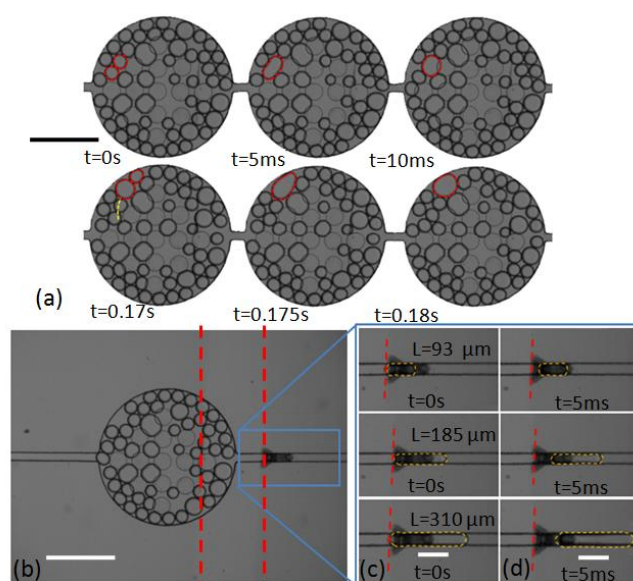 t=0s t=5ms t=10ms
(a) t=0.17s t=0.175s t=0.18s
L=93 µm
t=0s t=5ms
L=185 µm
t=0s t=5ms
L=310 µm
(b) (c) t=0s (d) t=5ms